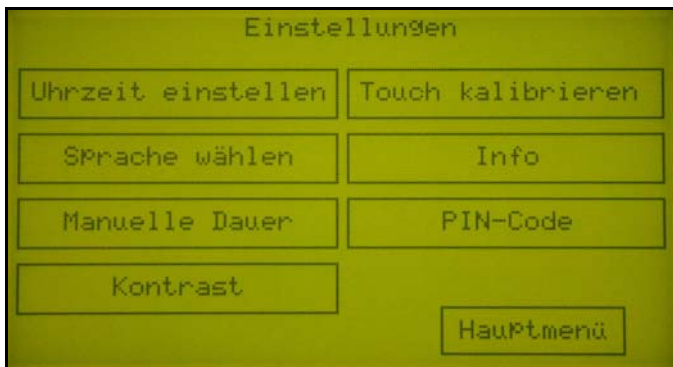 Einstellungen
Uhrzeit einstellen Touch kalibrieren
Sprache wählen Info
Manuelle Dauer PIN-Code
Kontrast
Hauptmenü